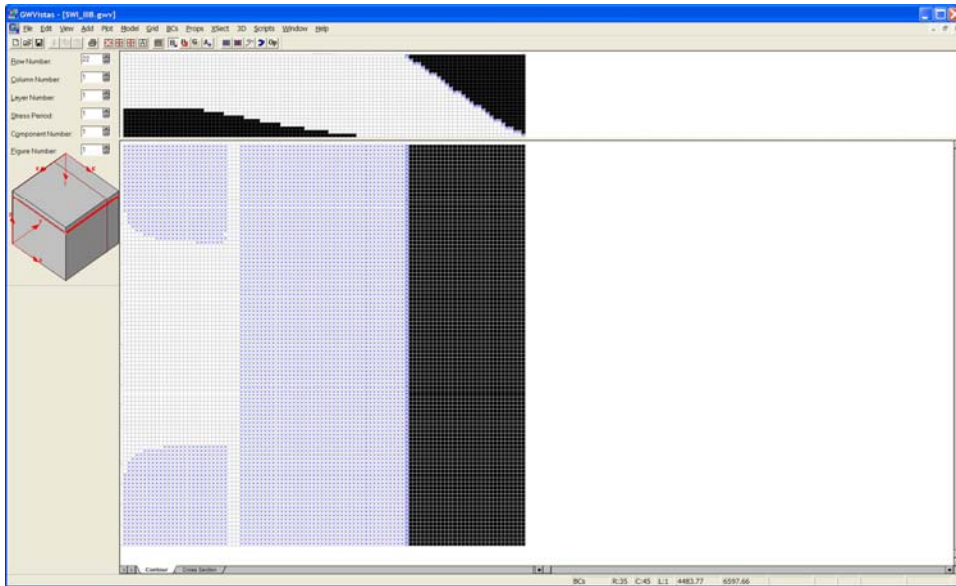 GWVistas - [SWI_IIIB.gwv]
File Edit View Add Plot Model Grid BCs Props XSect 3D Scripts Window Help
Row Number: 22
Column Number: 1
Layer Number: 1
Stress Period: 1
Component Number: 1
Figure Number: 1
Contour Cross Section
BCs R:35 C:45 L:1 4483.77 6597.66